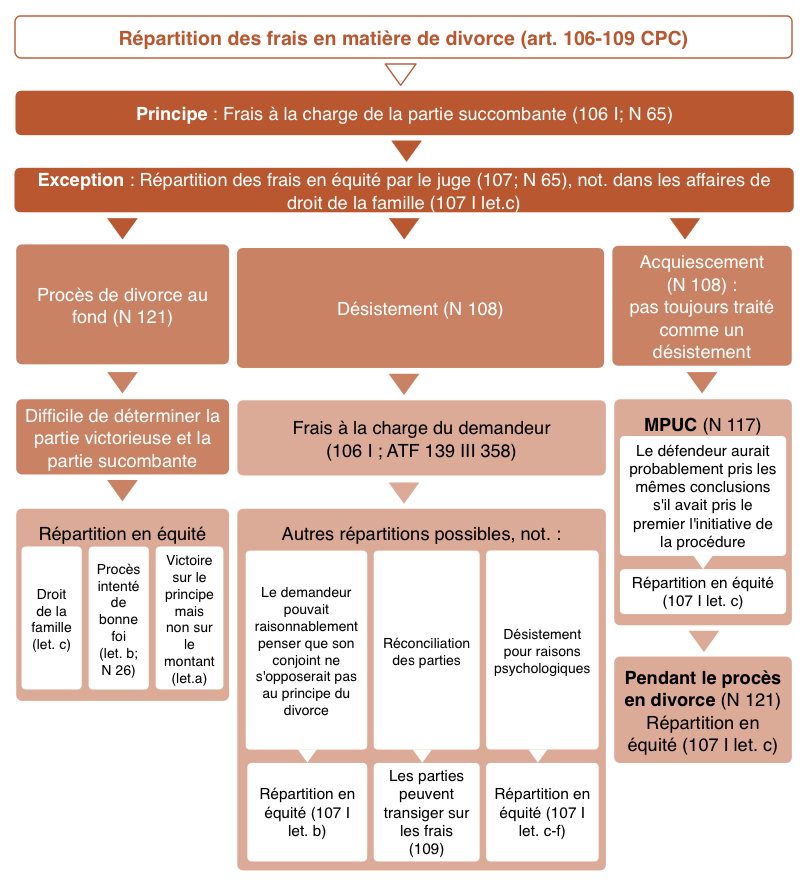 Répartition des frais en matière de divorce (art. 106-109 CPC)
Principe : Frais à la charge de la partie succombante (106 I; N 65)
Exception : Répartition des frais en équité par le juge (107; N 65), not. dans les affaires de
droit de la famille (107 I let.c)
Procès de divorce au
fond (N 121)
Difficile de déterminer la
partie victorieuse et la
partie sucombante
Répartition en équité
Droit
de la
famille
(let. c)
Procès
intenté
de
bonne
foi
(let. b;
N 26)
Victoire
sur le
principe
mais
non sur
le
montant
(let.a)
Désistement (N 108)
Frais à la charge du demandeur
(106 I ; ATF 139 III 358)
Autres répartitions possibles, not. :
Le demandeur
pouvait
raisonnablement
penser que son
conjoint ne
s'opposerait pas
au principe du
divorce
Répartition en
équité (107 I
let. b)
Réconciliation
des parties
Les parties
peuvent
transiger sur
les frais
(109)
Désistement
pour raisons
psychologiques
Répartition en
équité (107 I
let. c-f)
Acquiescement
(N 108) :
pas toujours traité
comme un
désistement
MPUC (N 117)
Le défendeur aurait
probablement pris les
mêmes conclusions
s'il avait pris le
premier l'initiative de
la procédure
Répartition en équité
(107 I let. c)
Pendant le procès
en divorce (N 121)
Répartition en
équité (107 I let. c)